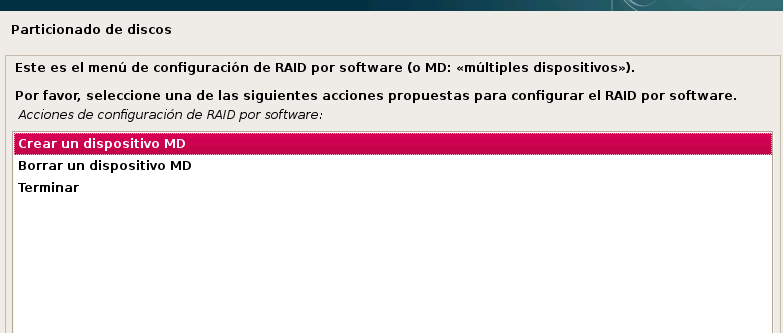 Particionado de discos
Este es el menú de configuración de RAID por software (o MD: «múltiples dispositivos»).
Por favor, seleccione una de las siguientes acciones propuestas para configurar el RAID por software.
Acciones de configuración de RAID por software:
Crear un dispositivo MD
Borrar un dispositivo MD
Terminar